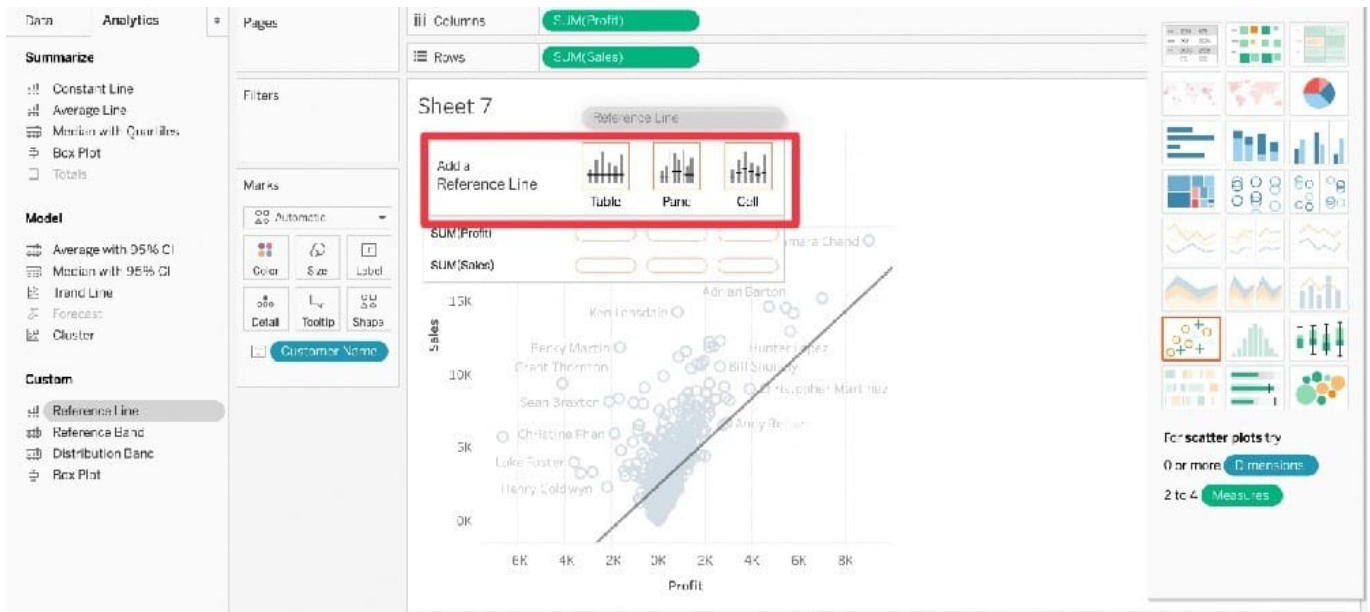 Data Analytics
Summarize
Constant Line
Average Line
Median with Quartiles
Box Plot
Totals
Model
Average with 95% CI
Median with 95% CI
Trend Line
Forecast
Cluster
Custom
Reference Line
Reference Band
Distribution Band
Box Plot
Pages
Filters
Marks
Automatic
Color Size Label
Detail Tooltip Shape
Customer Name
Columns SUM(Profit)
Rows SUM(Sales)
Sheet 7
Reference Line
Add a
Reference Line
Table Pane Cell
SUM(Profit)
SUM(Sales)
Chand
Adrian Barton
15K
Ken Lonsdale
Sales
Becky Martin
Hunter Lopez
Grant Thornton
Bill Shonely
10K
Christopher Martinez
Sean Braxton
Christine Phan
Andy
5K
Luke Foster
Henry Goldwyn
0K
6K 4K 2K 0K 2K 4K 6K 8K
Profit
For scatter plots try
0 or more Dimensions
2 to 4 Measures